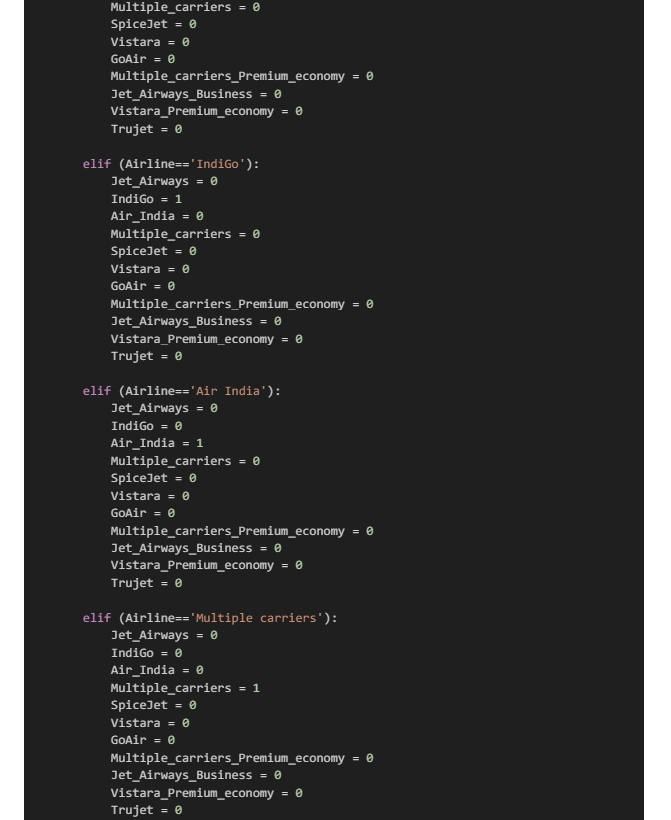 Multiple_carriers = 0
SpiceJet = 0
Vistara = 0
GoAir = 0
Multiple_carriers_Premium_economy = 0
Jet_Airways_Business = 0
Vistara_Premium_economy = 0
Trujet = 0
elif (Airline=='IndiGo'):
Jet_Airways = 0
IndiGo = 1
Air_India = 0
Multiple_carriers = 0
SpiceJet = 0
Vistara = 0
GoAir = 0
Multiple_carriers_Premium_economy = 0
Jet_Airways_Business = 0
Vistara_Premium_economy = 0
Trujet = 0
elif (Airline=='Air India'):
Jet_Airways = 0
IndiGo = 0
Air_India = 1
Multiple_carriers = 0
SpiceJet = 0
Vistara = 0
GoAir = 0
Multiple_carriers_Premium_economy = 0
Jet_Airways_Business = 0
Vistara_Premium_economy = 0
Trujet = 0
elif (Airline=='Multiple carriers'):
Jet_Airways = 0
IndiGo = 0
Air_India = 0
Multiple_carriers = 1
SpiceJet = 0
Vistara = 0
GoAir = 0
Multiple_carriers_Premium_economy = 0
Jet_Airways_Business = 0
Vistara_Premium_economy = 0
Trujet = 0